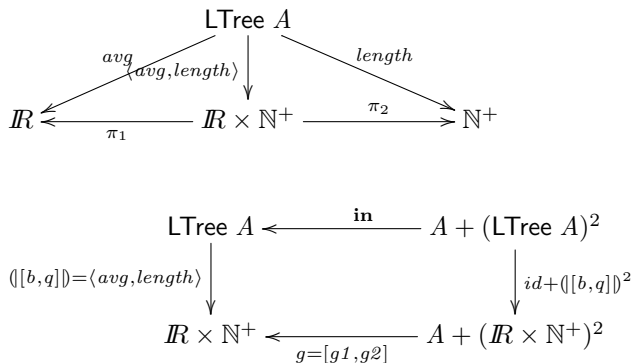 LTree A
avg ⟨avg,length⟩ length
ℝ π₁ ℝ × ℕ⁺ π₂ ℕ⁺
LTree A in A + (LTree A)²
(|[b,q]|)=⟨avg,length⟩ id+(|[b,q]|)²
ℝ × ℕ⁺ g=[g1,g2] A + (ℝ × ℕ⁺)²